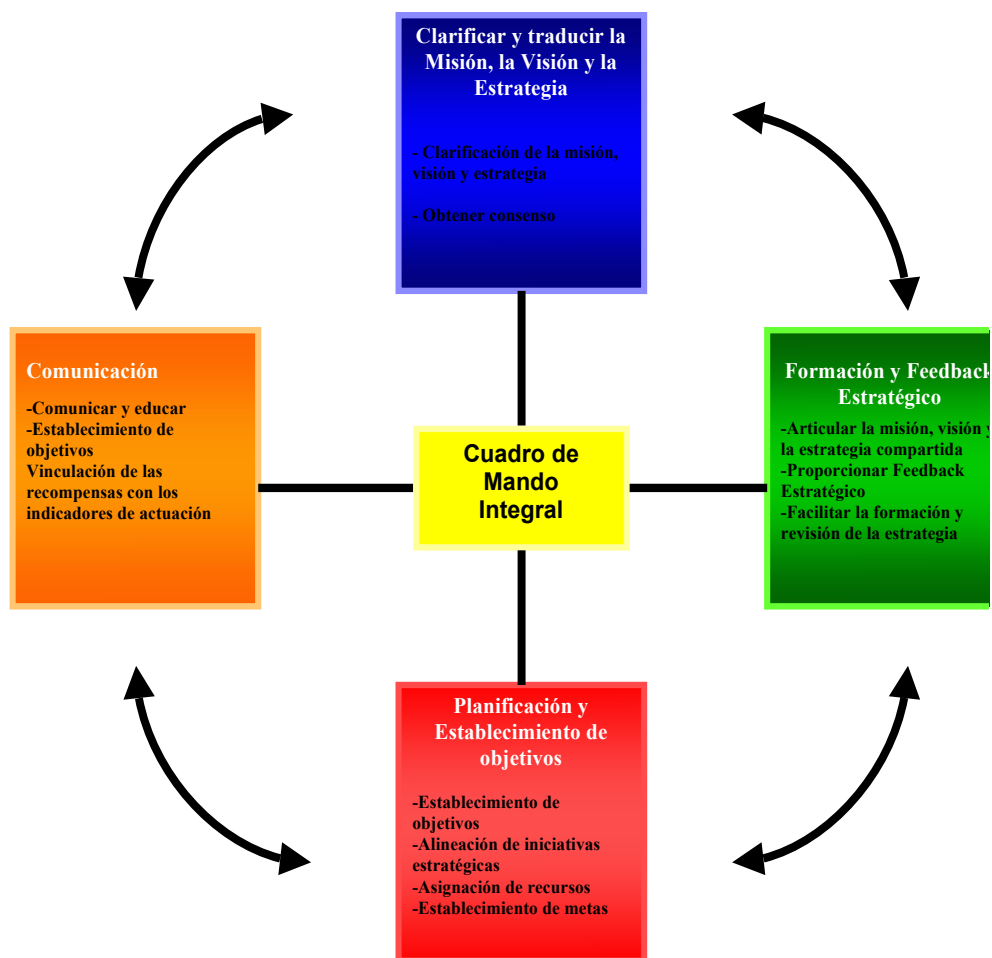 Clarificar y traducir la
Misión, la Visión y la
Estrategia
- Clarificación de la misión,
visión y estrategia
- Obtener consenso
Comunicación
-Comunicar y educar
-Establecimiento de
objetivos
Vinculación de las
recompensas con los
indicadores de actuación
Cuadro de
Mando
Integral
Formación y Feedback
Estratégico
-Articular la misión, visión y
la estrategia compartida
-Proporcionar Feedback
Estratégico
-Facilitar la formación y
revisión de la estrategia
Planificación y
Establecimiento de
objetivos
-Establecimiento de
objetivos
-Alineación de iniciativas
estratégicas
-Asignación de recursos
-Establecimiento de metas